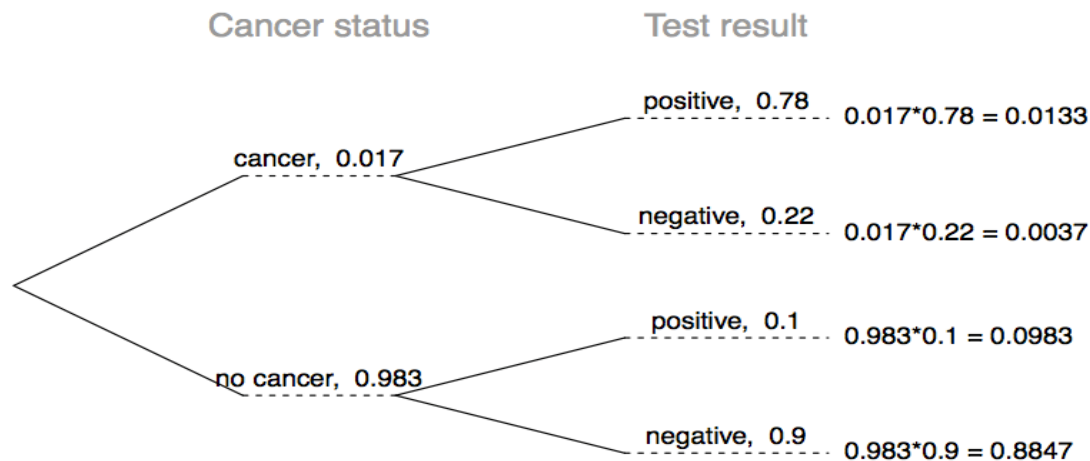 Cancer status
Test result
positive, 0.78
0.017*0.78 = 0.0133
cancer, 0.017
negative, 0.22
0.017*0.22 = 0.0037
positive, 0.1
0.983*0.1 = 0.0983
no cancer, 0.983
negative, 0.9
0.983*0.9 = 0.8847